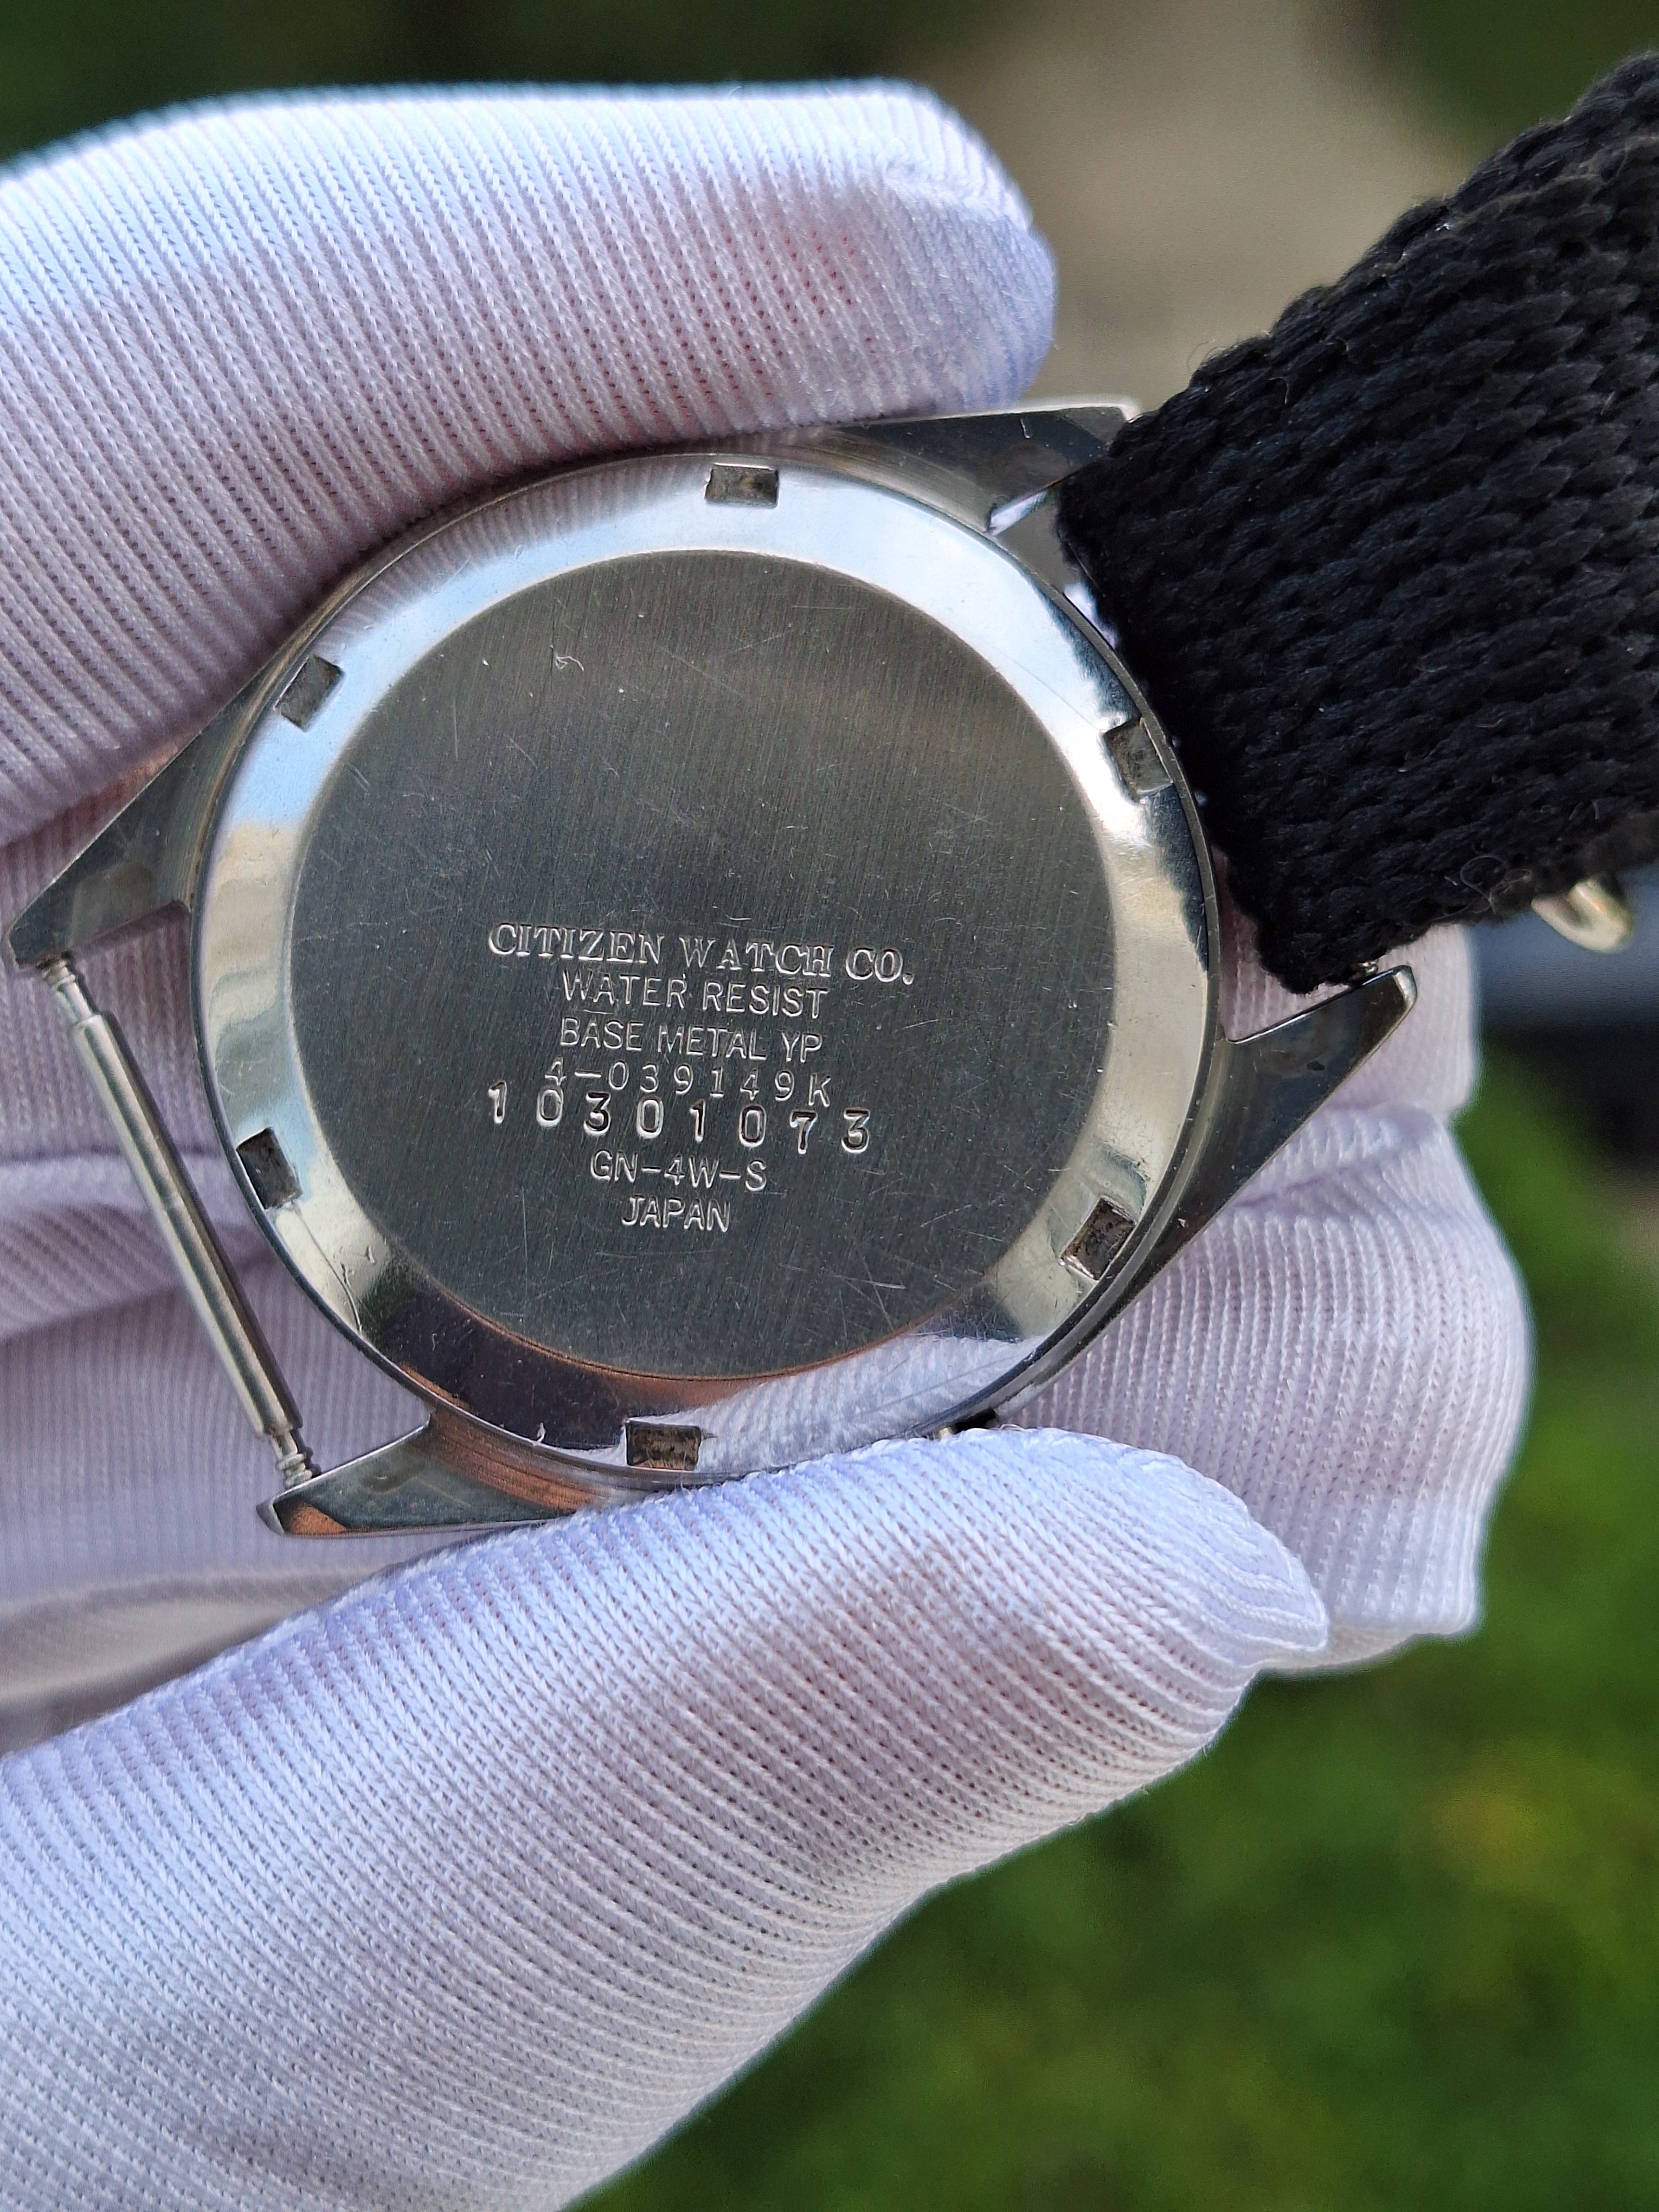 CITIZEN WATCH CO.
WATER RESIST
BASE METAL YP
4-039149K
10301073
GN-4W-S
JAPAN